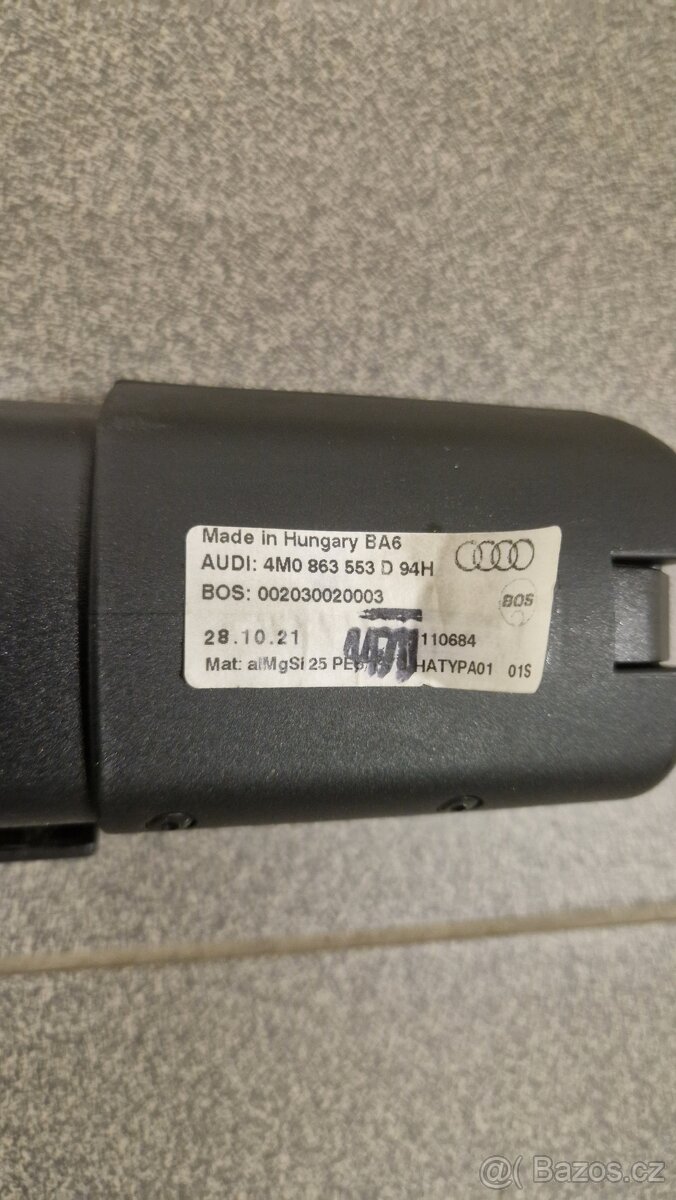 Made in Hungary BA6
AUDI: 4M0 863 553 D 94H
BOS: 002030020003
BOS
28.10.21 110684
Mat: alMgSi 25 HATYPA01 01S
@ Bazos.cz